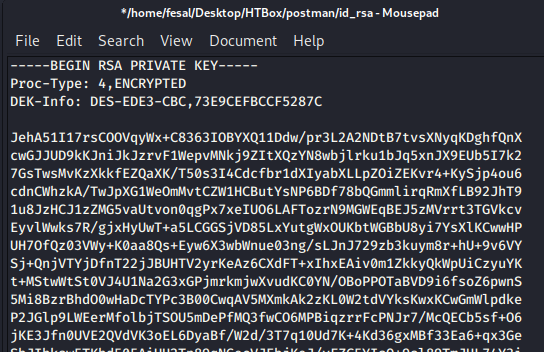 */home/fesal/Desktop/HTBox/postman/id_rsa - Mousepad
File Edit Search View Document Help
-----BEGIN RSA PRIVATE KEY-----
Proc-Type: 4,ENCRYPTED
DEK-Info: DES-EDE3-CBC,73E9CEFBCCF5287C
JehA51I17rsCOOVqyWx+C8363IOBYXQ11Ddw/pr3L2A2NDtB7tvsXNyqKDghfQnX
cwGJJUD9kKJniJkJzrvF1WepvMNkj9ZItXQzYN8wbjlrku1bJq5xnJX9EUb5I7k2
7GsTwsMvKzXkkfEZQaXK/T50s3I4Cdcfbr1dXIyabXLLpZOiZEKvr4+KySjp4ou6
cdnCWhzkA/TwJpXG1WeOmMvtCZW1HCButYsNP6BDf78bQGmmlirqRmXfLB92JhT9
1u8JzHCJ1zZMG5vaUtvon0qgPx7xeIUO6LAFTozrN9MGWEqBEJ5zMVrrt3TGVkcv
EyvlWwks7R/gjxHyUwT+a5LCGGSjVD85LxYutgWxOUKbtWGBbU8yi7YsXlKCwwHP
UH7OfQz03VWy+K0aa8Qs+Eyw6X3wbWnue03ng/sLJnJ729zb3kuym8r+hU+9v6VY
Sj+QnjVTYjDfnT22jJBUHTV2yrKeAz6CXdFT+xIhxEAiv0m1ZkkyQkWpUiCzyuYK
t+MStwWtSt0VJ4U1Na2G3xGPjmrkmjwXvudKC0YN/OBoPPOTaBVD9i6fsoZ6pwnS
5Mi8BzrBhdO0wHaDcTYPc3B00CwqAV5MXmkAk2zKL0W2tdVYksKwxKCwGmWlpdke
P2JGlp9LWEerMfolbjTSOU5mDePfMQ3fwCO6MPBiqzrrFcPNJr7/McQECb5sf+O6
jKE3Jfn0UVE2QVdVK3oEL6DyaBf/W2d/3T7q10Ud7K+4Kd36gxMBf33Ea6+qx3Ge